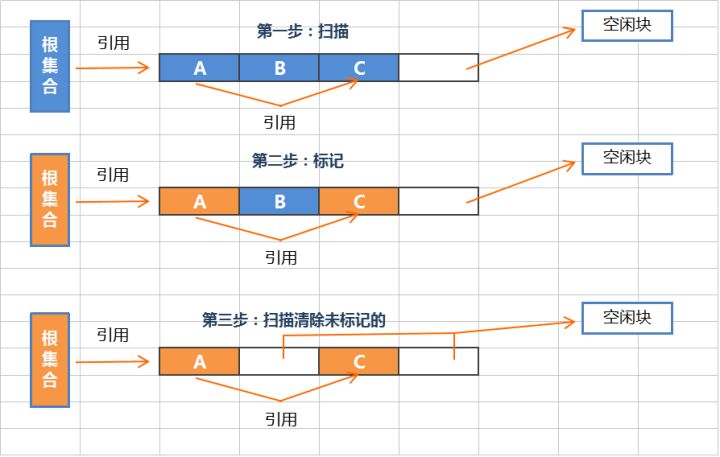 第一步：扫描
空闲块
根集合
引用
A
B
C
引用
第二步：标记
空闲块
根集合
引用
A
B
C
引用
第三步：扫描清除未标记的
空闲块
根集合
引用
A
C
引用